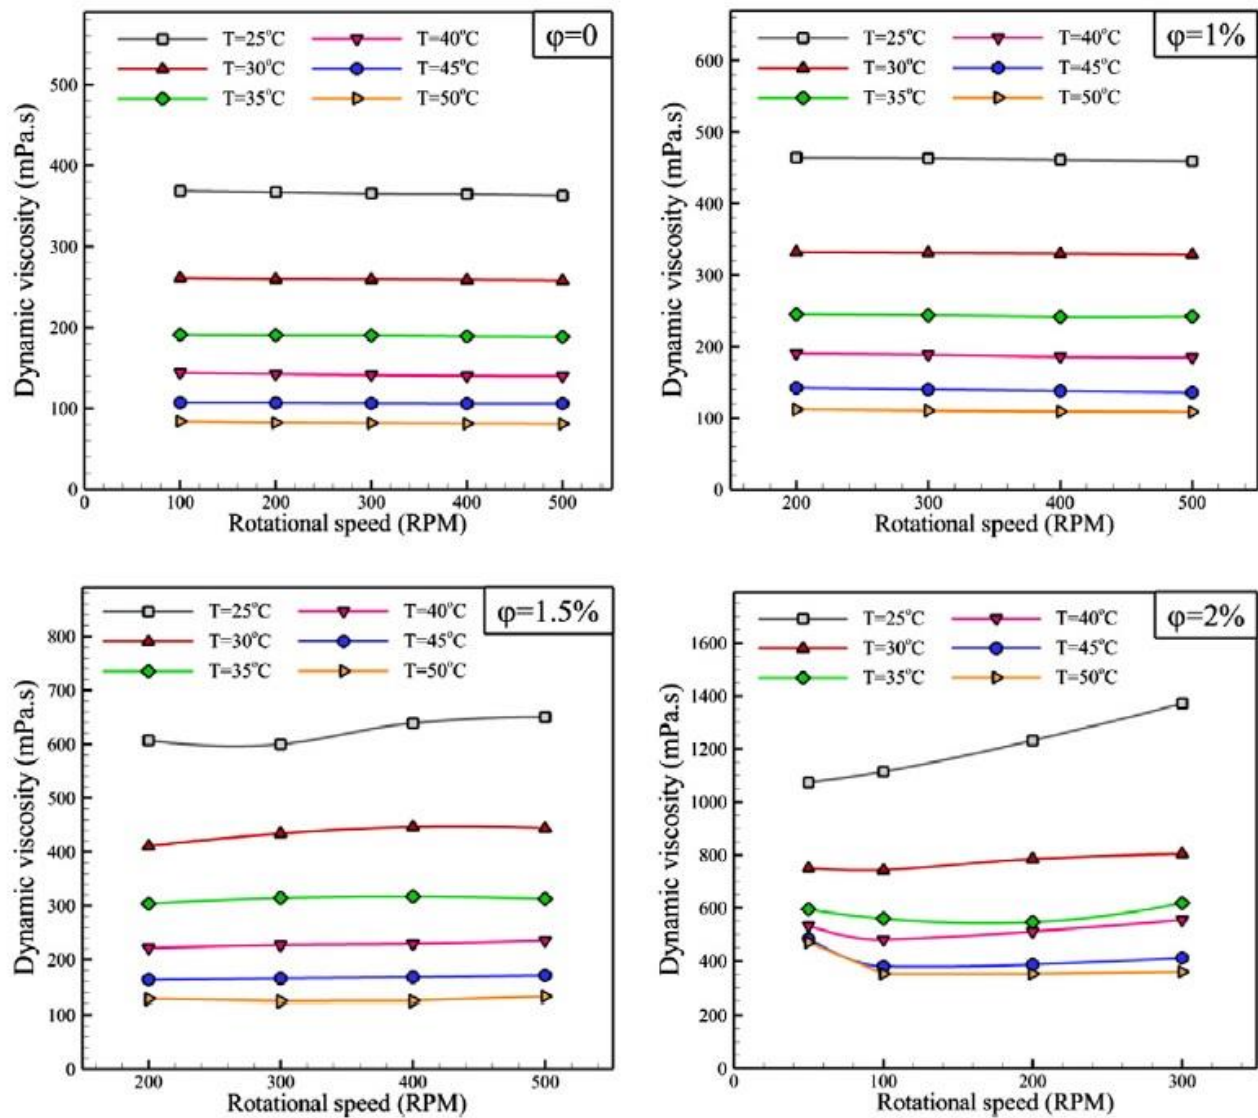 T=25°C T=40°C φ=0
T=30°C T=45°C
T=35°C T=50°C
500
400
300
200
100
0
Dynamic viscosity (mPa.s)
0 100 200 300 400 500
Rotational speed (RPM)
T=25°C T=40°C φ=1%
T=30°C T=45°C
T=35°C T=50°C
600
500
400
300
200
100
0
Dynamic viscosity (mPa.s)
200 300 400 500
Rotational speed (RPM)
T=25°C T=40°C φ=1.5%
T=30°C T=45°C
T=35°C T=50°C
800
700
600
500
400
300
200
100
0
Dynamic viscosity (mPa.s)
200 300 400 500
Rotational speed (RPM)
T=25°C T=40°C φ=2%
T=30°C T=45°C
T=35°C T=50°C
1600
1400
1200
1000
800
600
400
200
0
Dynamic viscosity (mPa.s)
0 100 200 300
Rotational speed (RPM)